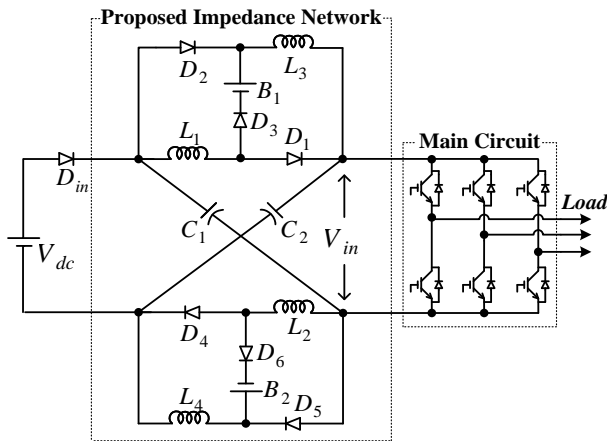 Proposed Impedance Network
D2
L3
B1
D3
L1
D1
Din
Main Circuit
Load
C1
C2
Vin
Vdc
D4
L2
D6
B2
L4
D5